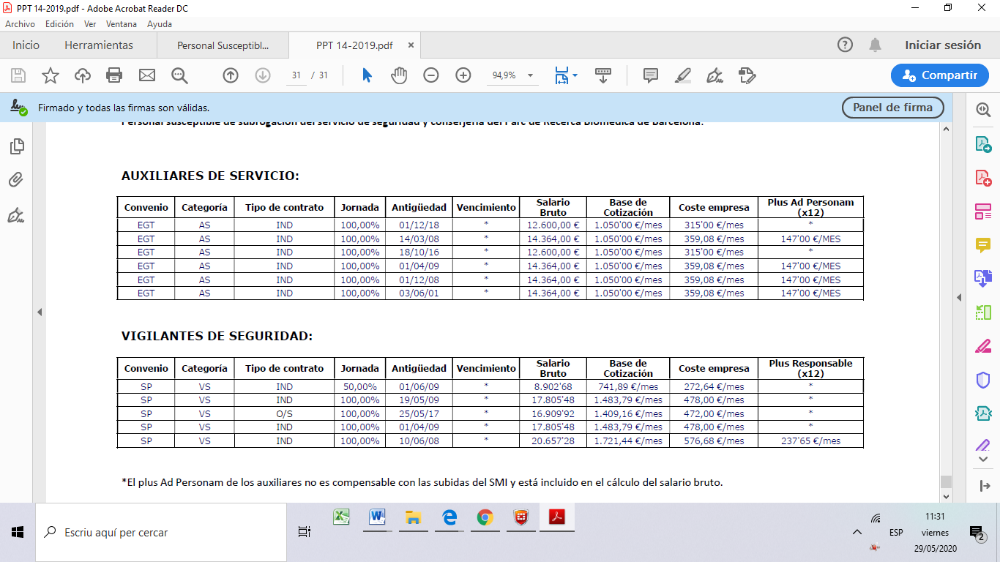 PPT 14-2019.pdf - Adobe Acrobat Reader DC
Archivo Edición Ver Ventana Ayuda
Inicio Herramientas Personal Susceptibl... PPT 14-2019.pdf ×
Iniciar sesión
31 / 31 94,9% Compartir
Firmado y todas las firmas son válidas. Panel de firma
Personal susceptible de subrogación del servicio de seguridad y conserjería del Parc de Recerca Biomèdica de Barcelona.
AUXILIARES DE SERVICIO:
Convenio Categoría Tipo de contrato Jornada Antigüedad Vencimiento Salario Bruto Base de Cotización Coste empresa Plus Ad Personam (x12)
EGT AS IND 100,00% 01/12/18 * 12.600,00 € 1.050'00 €/mes 315'00 €/mes *
EGT AS IND 100,00% 14/03/08 * 14.364,00 € 1.050'00 €/mes 359,08 €/mes 147'00 €/MES
EGT AS IND 100,00% 18/10/16 * 12.600,00 € 1.050'00 €/mes 315'00 €/mes *
EGT AS IND 100,00% 01/04/09 * 14.364,00 € 1.050'00 €/mes 359,08 €/mes 147'00 €/MES
EGT AS IND 100,00% 01/12/08 * 14.364,00 € 1.050'00 €/mes 359,08 €/mes 147'00 €/MES
EGT AS IND 100,00% 03/06/01 * 14.364,00 € 1.050'00 €/mes 359,08 €/mes 147'00 €/MES
VIGILANTES DE SEGURIDAD:
Convenio Categoría Tipo de contrato Jornada Antigüedad Vencimiento Salario Bruto Base de Cotización Coste empresa Plus Responsable (x12)
SP VS IND 50,00% 01/06/09 * 8.902'68 741,89 €/mes 272,64 €/mes *
SP VS IND 100,00% 19/05/09 * 17.805'48 1.483,79 €/mes 478,00 €/mes *
SP VS O/S 100,00% 25/05/17 * 16.909'92 1.409,16 €/mes 472,00 €/mes *
SP VS IND 100,00% 01/04/09 * 17.805'48 1.483,79 €/mes 478,00 €/mes *
SP VS IND 100,00% 10/06/08 * 20.657'28 1.721,44 €/mes 576,68 €/mes 237'65 €/mes
*El plus Ad Personam de los auxiliares no es compensable con las subidas del SMI y está incluido en el cálculo del salario bruto.
Escriu aquí per cercar
ESP
11:31
viernes
29/05/2020
2